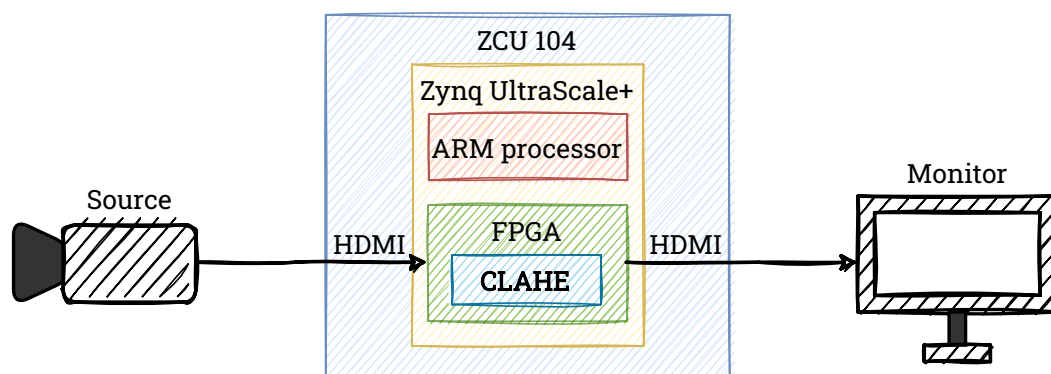 ZCU 104
Zynq UltraScale+
ARM processor
Source
Monitor
HDMI
FPGA
HDMI
CLAHE